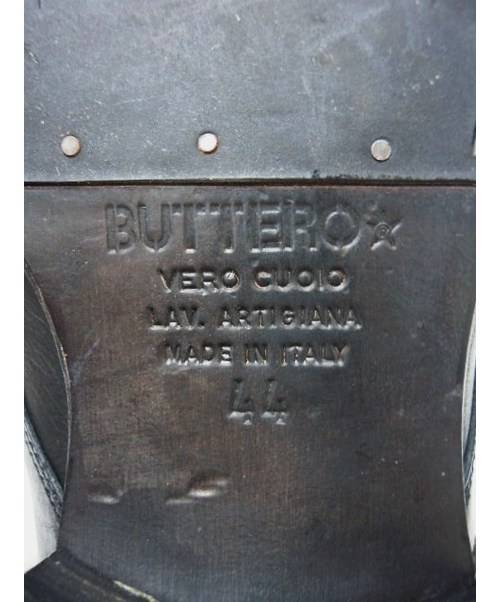 BUTTERO
VERO CUOIO
LAV. ARTIGIANA
MADE IN ITALY
44